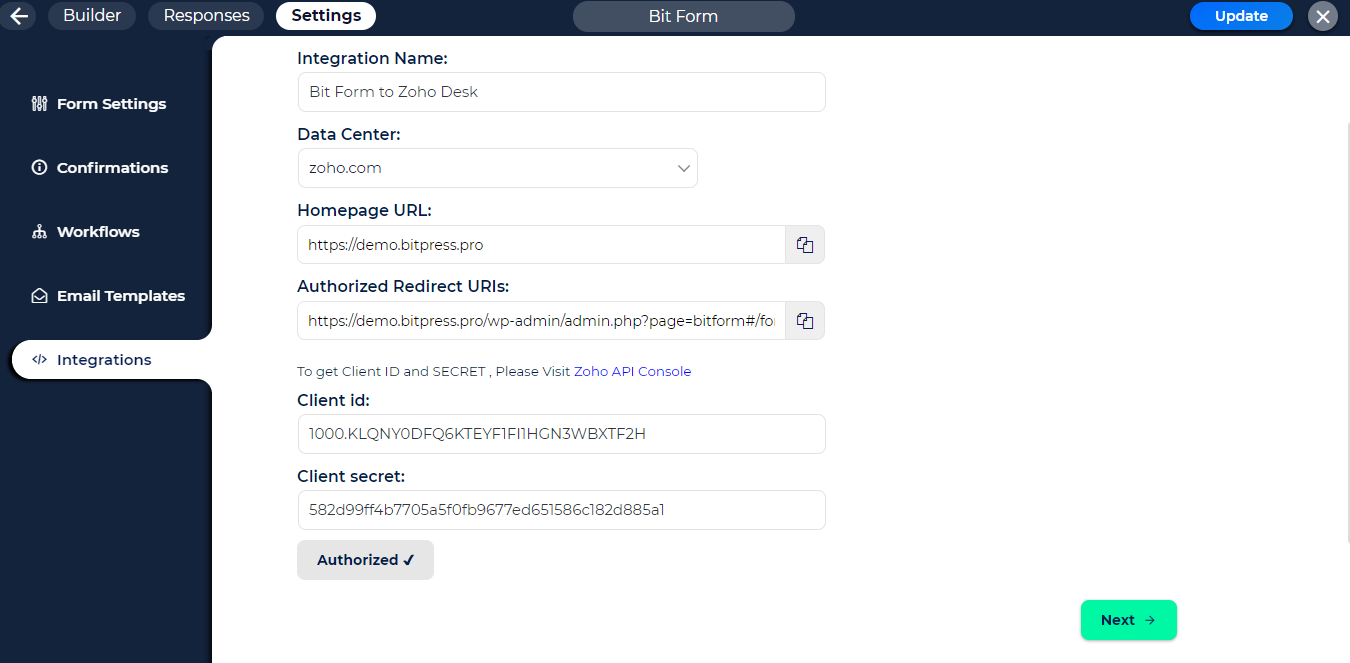 Builder
Responses
Settings
Bit Form
Update
Form Settings
Confirmations
Workflows
Email Templates
Integrations
Integration Name:
Bit Form to Zoho Desk
Data Center:
zoho.com
Homepage URL:
https://demo.bitpress.pro
Authorized Redirect URIs:
https://demo.bitpress.pro/wp-admin/admin.php?page=bitform#/for
To get Client ID and SECRET , Please Visit Zoho API Console
Client id:
1000.KLQNY0DFQ6KTEYF1FI1HGN3WBXTF2H
Client secret:
582d99ff4b7705a5f0fb9677ed651586c182d885a1
Authorized ✔
Next →